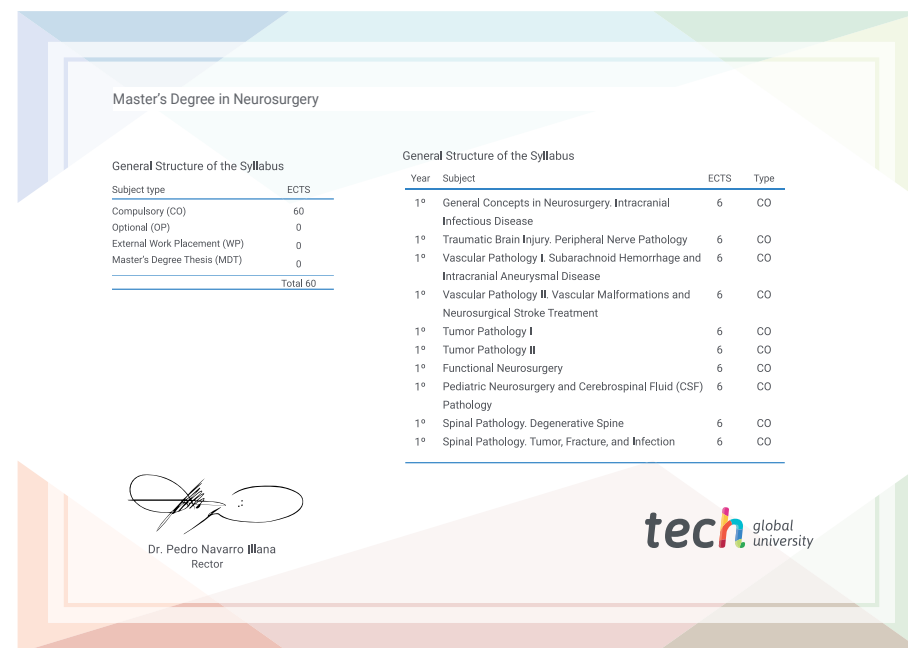 Master's Degree in Neurosurgery
General Structure of the Syllabus
Subject type ECTS
Compulsory (CO) 60
Optional (OP) 0
External Work Placement (WP) 0
Master's Degree Thesis (MDT) 0
Total 60
General Structure of the Syllabus
Year Subject ECTS Type
1º General Concepts in Neurosurgery. Intracranial 6 CO
Infectious Disease
1º Traumatic Brain Injury. Peripheral Nerve Pathology 6 CO
1º Vascular Pathology I. Subarachnoid Hemorrhage and 6 CO
Intracranial Aneurysmal Disease
1º Vascular Pathology II. Vascular Malformations and 6 CO
Neurosurgical Stroke Treatment
1º Tumor Pathology I 6 CO
1º Tumor Pathology II 6 CO
1º Functional Neurosurgery 6 CO
1º Pediatric Neurosurgery and Cerebrospinal Fluid (CSF) 6 CO
Pathology
1º Spinal Pathology. Degenerative Spine 6 CO
1º Spinal Pathology. Tumor, Fracture, and Infection 6 CO
Dr. Pedro Navarro Illana
Rector
tech global
university